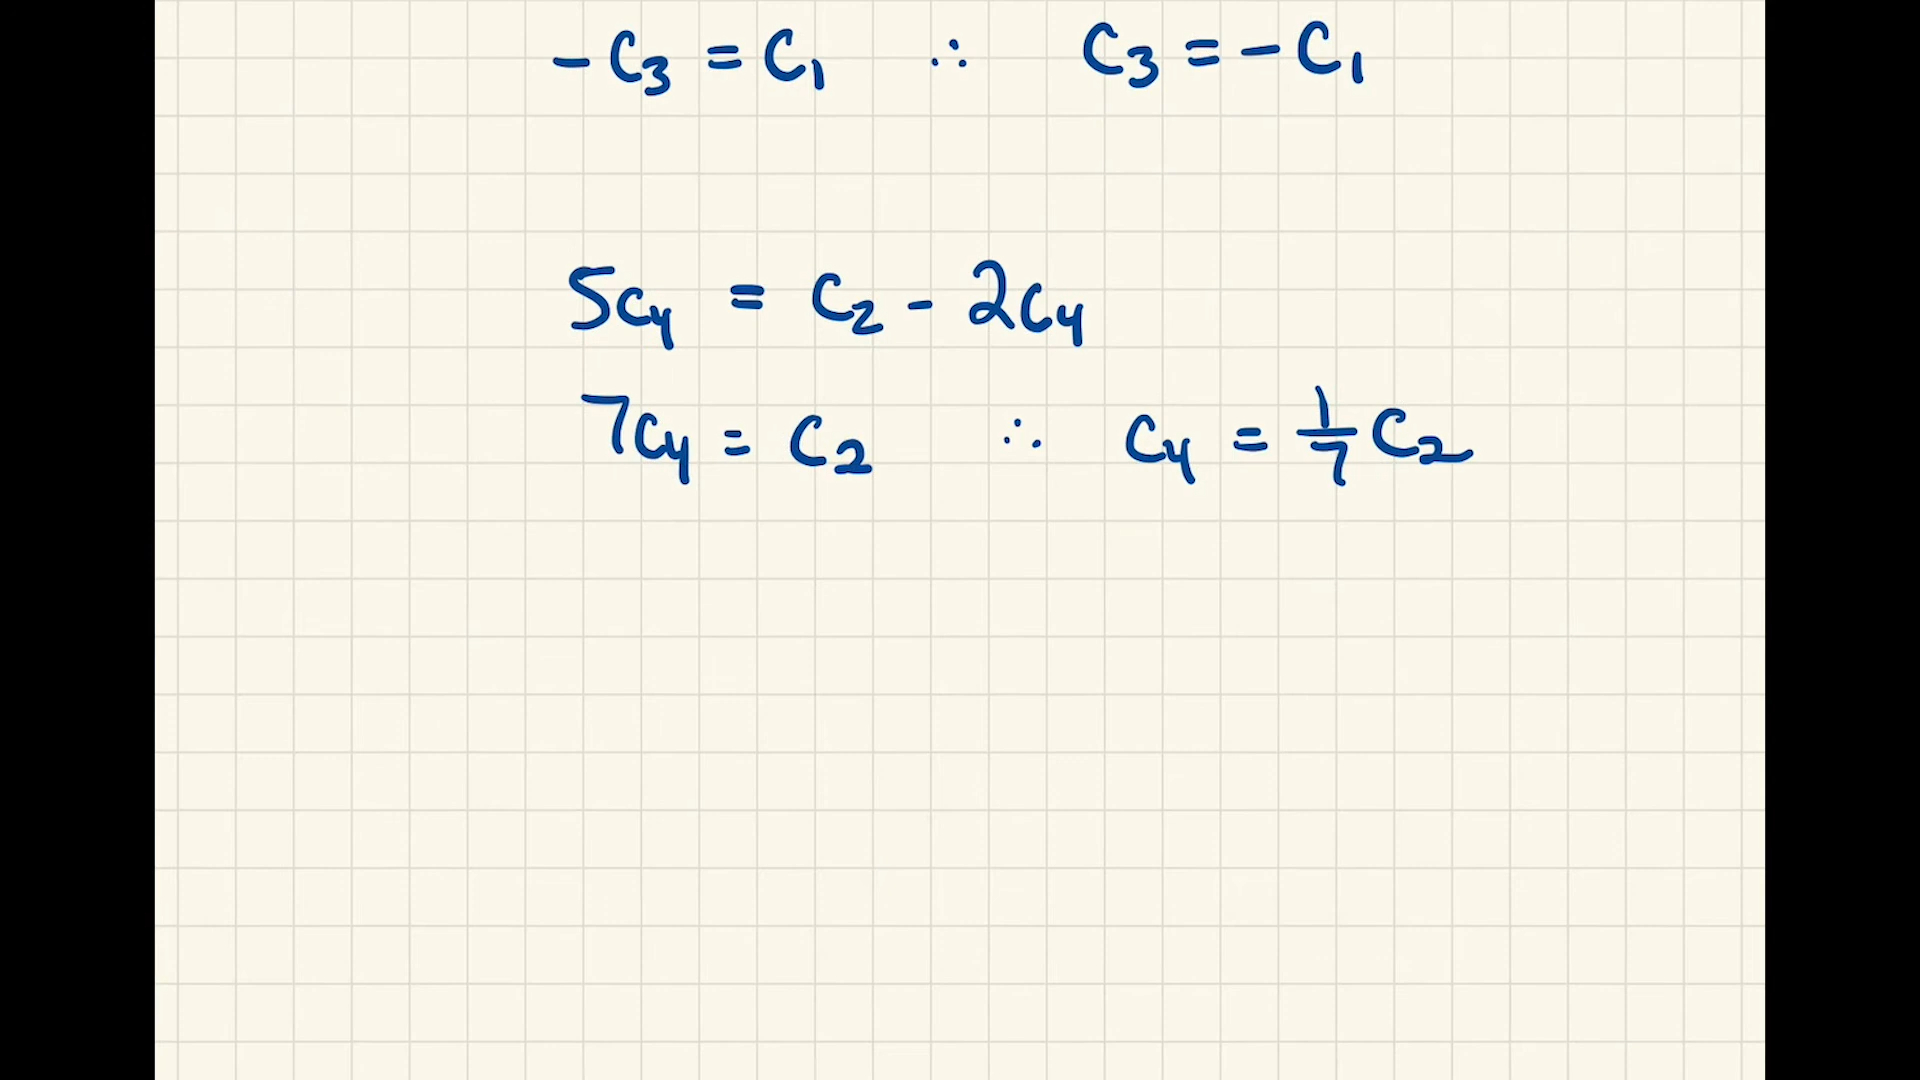 -C₃ = C₁ ∴ C₃ = -C₁
5C₄ = C₂ - 2C₄
7C₄ = C₂ ∴ C₄ = 1/7 C₂